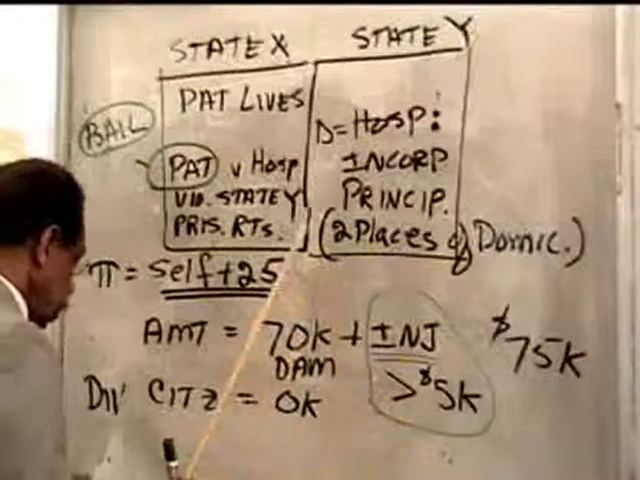 STATE X STATE Y
PAT LIVES
BAIL
D = HOSP:
PAT v HOSP
INCORP
VIO. STATE Y
PRINCIP.
PRIS. RTS.
(2 Places of Domic.)
π = Self + 25
AMT = 70K + INJ
$75K
DAM
> $5K
Div CITZ = OK